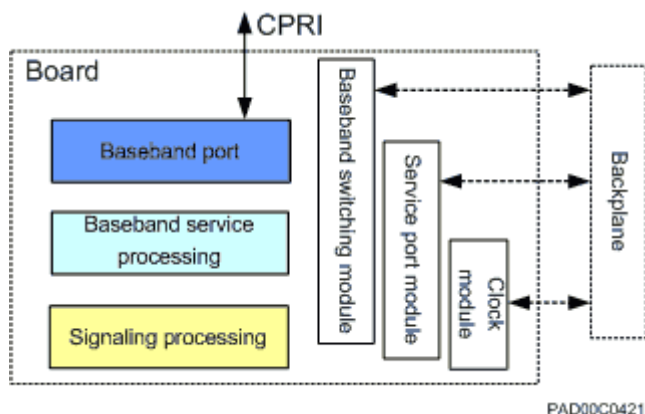 CPRI
Board
Baseband port
Baseband service
processing
Signaling processing
Baseband switching module
Service port module
Clock
module
Backplane
PAD00C0421